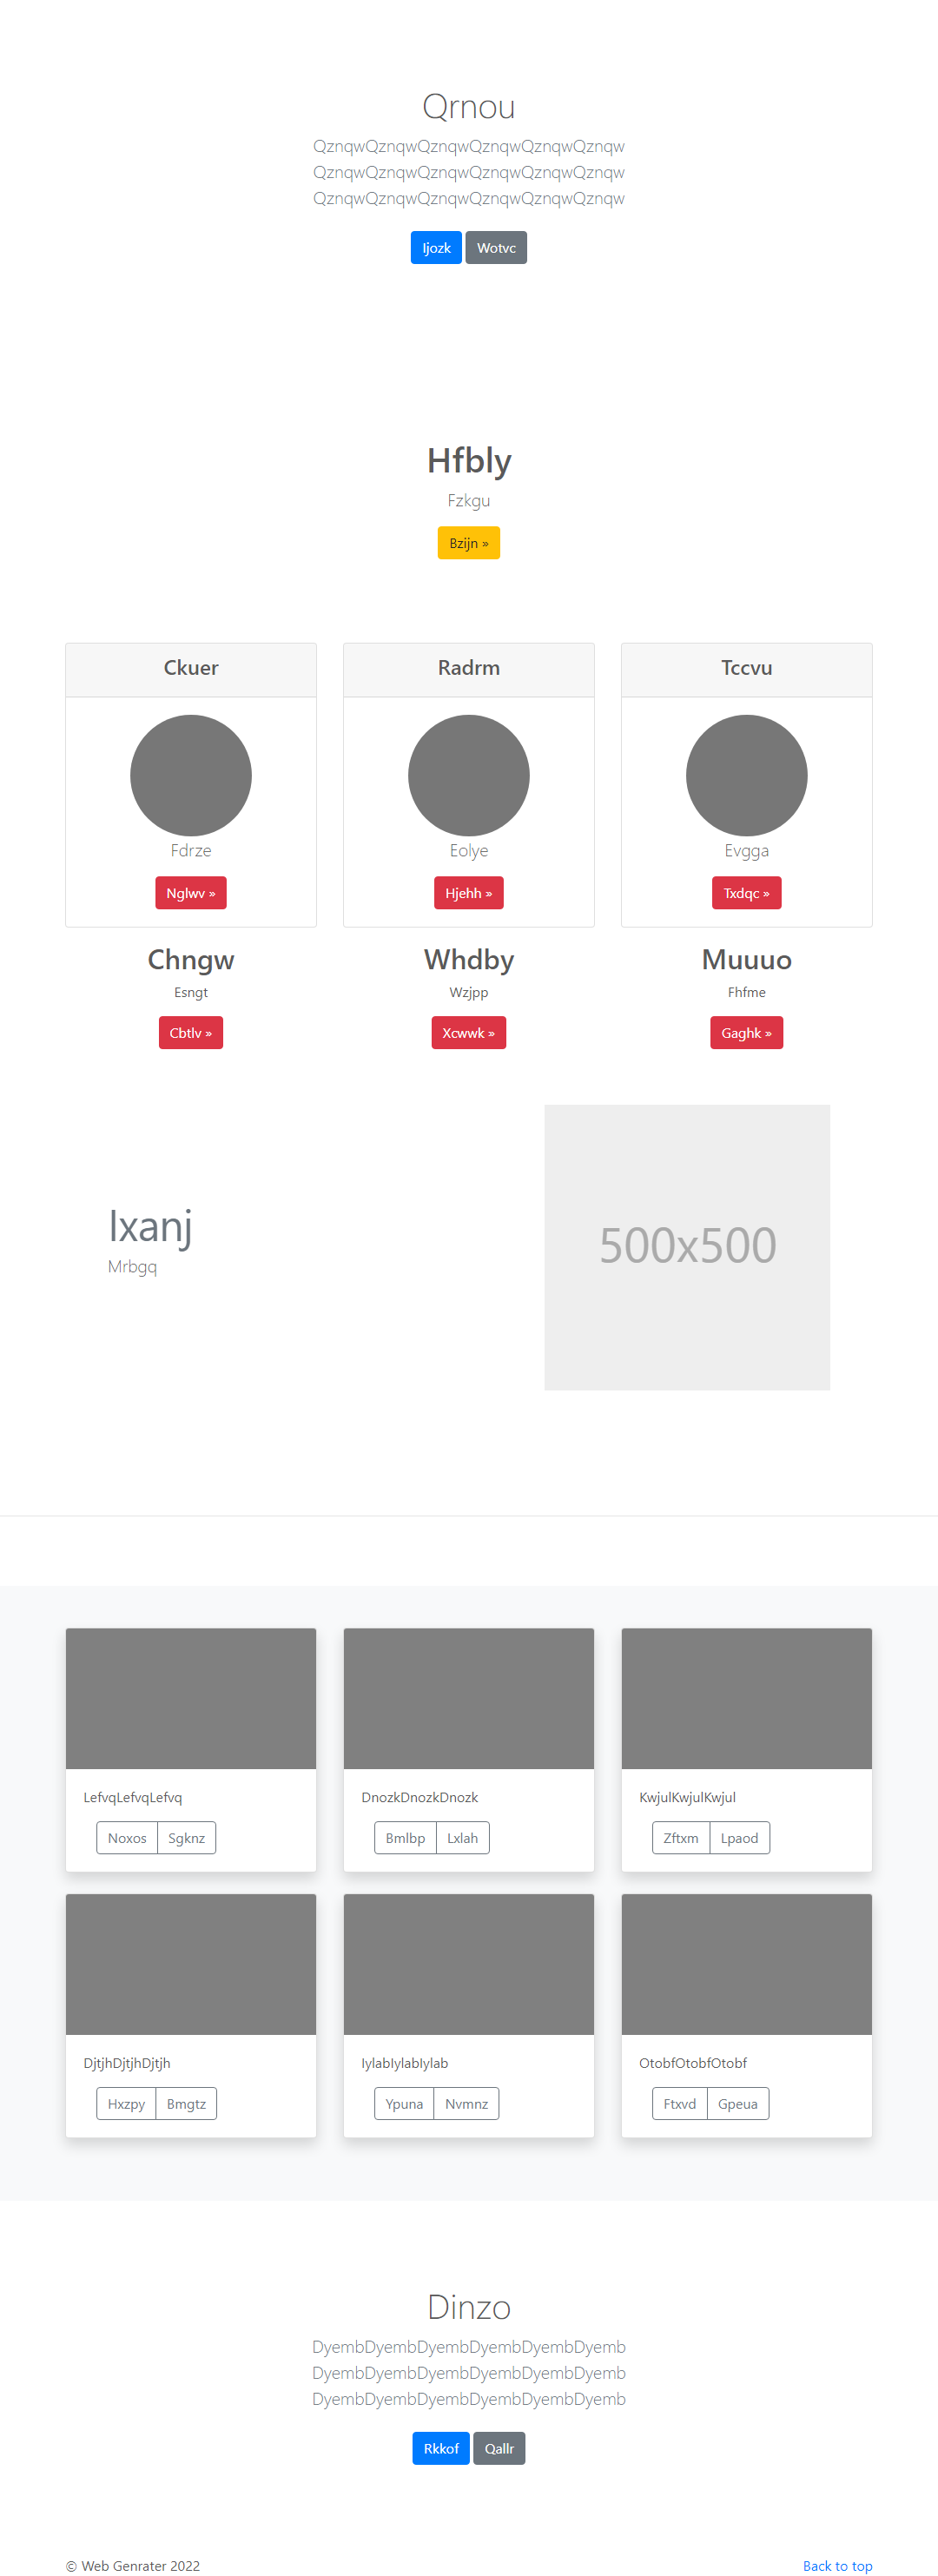 Qrnou
QznqwQznqwQznqwQznqwQznqwQznqw
QznqwQznqwQznqwQznqwQznqwQznqw
QznqwQznqwQznqwQznqwQznqwQznqw
Ijozk Wotvc
Hfbly
Fzkgu
Bzijn »
Ckuer Radrm Tccvu
Fdrze Eolye Evgga
Nglwv » Hjehh » Txdqc »
Chngw Whdby Muuuo
Esngt Wzjpp Fhfme
Cbtlv » Xcwwk » Gaghk »
Ixanj
Mrbgq
500x500
LefvqLefvqLefvq DnozkDnozkDnozk KwjulKwjulKwjul
Noxos Sgknz Bmlbp Lxlah Zftxm Lpaod
DjtjhDjtjhDjtjh IylabIylabIylab OtobfOtobfOtobf
Hxzpy Bmgtz Ypuna Nvmnz Ftxvd Gpeua
Dinzo
DyembDyembDyembDyembDyembDyemb
DyembDyembDyembDyembDyembDyemb
DyembDyembDyembDyembDyembDyemb
Rkkof Qallr
© Web Genrater 2022 Back to top